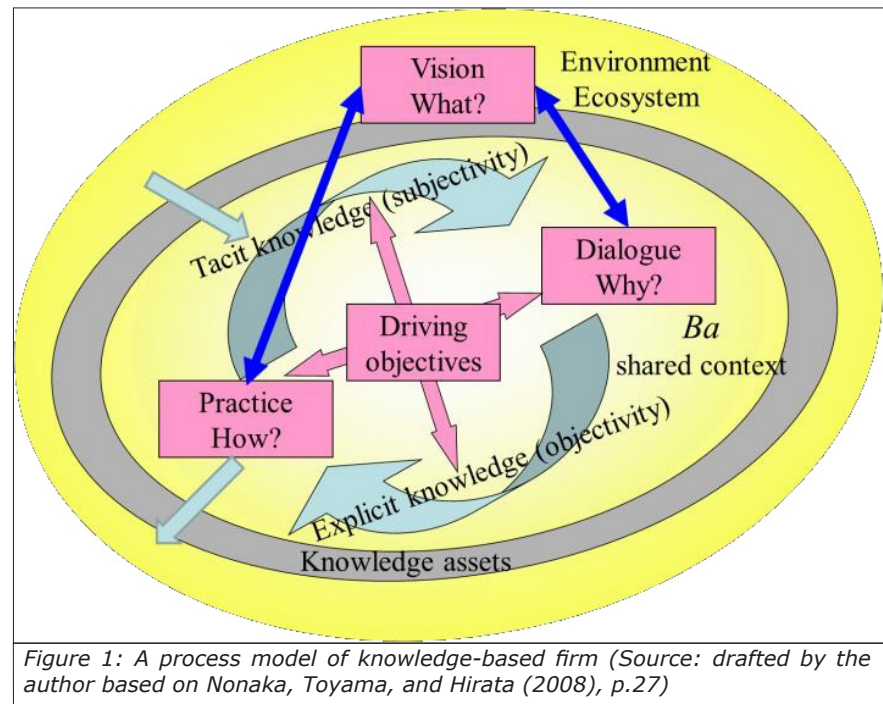 Vision
What?
Environment
Ecosystem
Tacit knowledge (subjectivity)
Dialogue
Why?
Driving
objectives
Ba
shared context
Practice
How?
Explicit knowledge (objectivity)
Knowledge assets
Figure 1: A process model of knowledge-based firm (Source: drafted by the
author based on Nonaka, Toyama, and Hirata (2008), p.27)